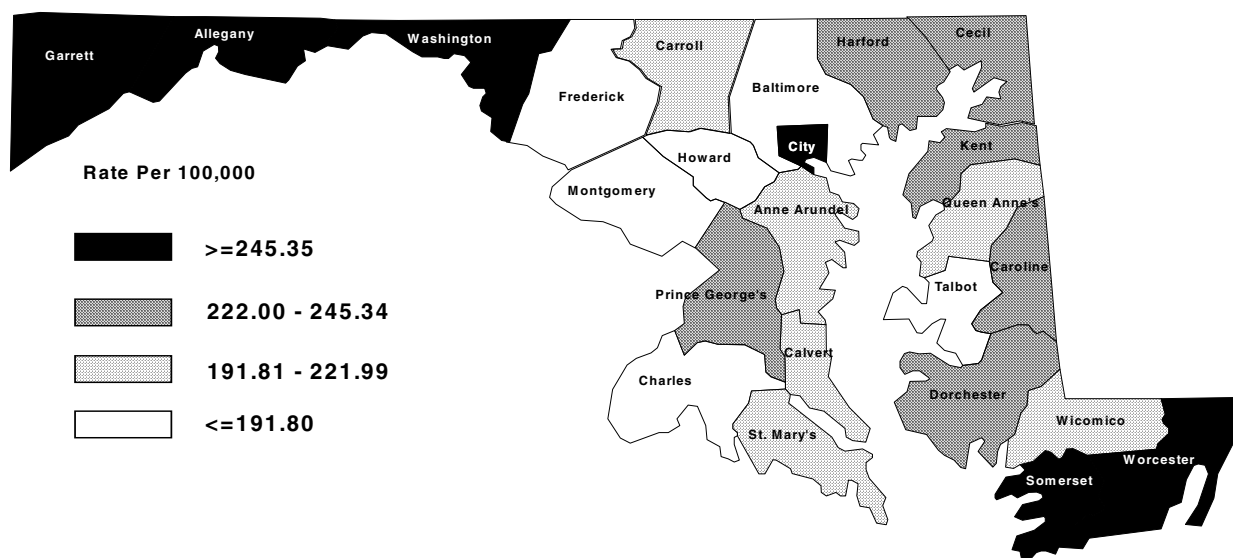 Garrett
Allegany
Washington
Frederick
Carroll
Baltimore
Harford
Cecil
City
Howard
Kent
Montgomery
Anne Arundel
Queen Anne's
Prince George's
Caroline
Talbot
Calvert
Charles
Dorchester
St. Mary's
Wicomico
Worcester
Somerset
Rate Per 100,000
>=245.35
222.00 - 245.34
191.81 - 221.99
<=191.80